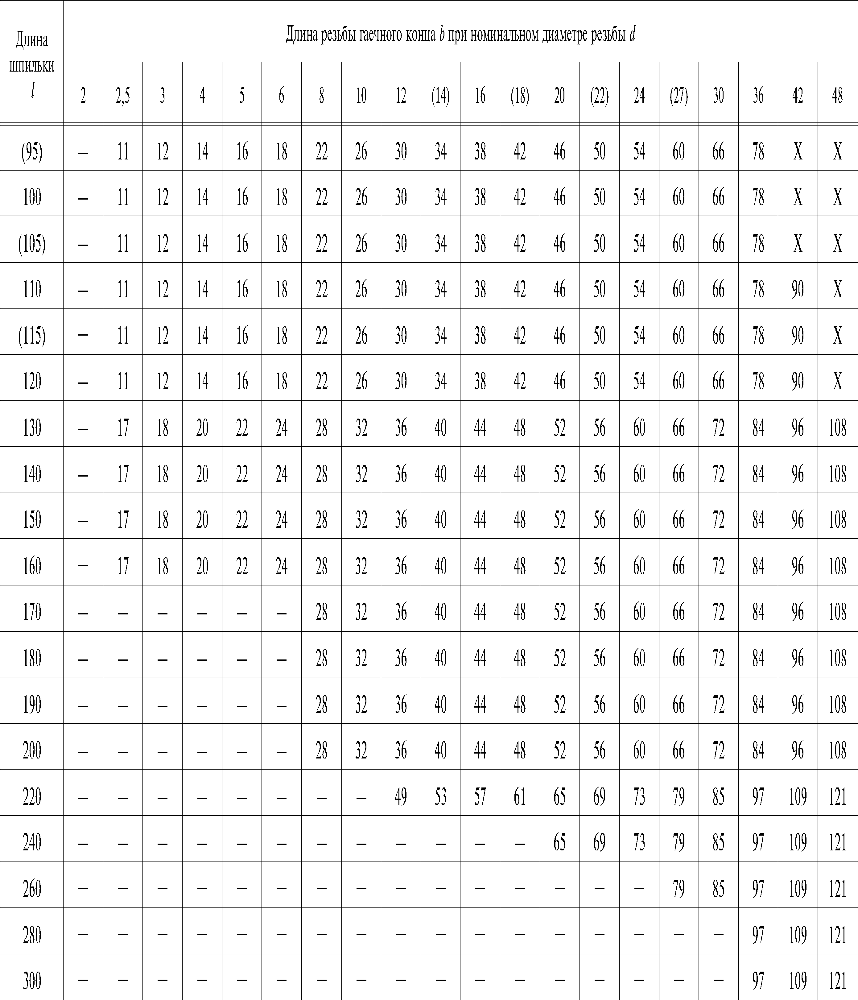 Длина шпильки l
Длина резьбы гаечного конца b при номинальном диаметре резьбы d
2 2,5 3 4 5 6 8 10 12 (14) 16 (18) 20 (22) 24 (27) 30 36 42 48
(95) – 11 12 14 16 18 22 26 30 34 38 42 46 50 54 60 66 78 X X
100 – 11 12 14 16 18 22 26 30 34 38 42 46 50 54 60 66 78 X X
(105) – 11 12 14 16 18 22 26 30 34 38 42 46 50 54 60 66 78 X X
110 – 11 12 14 16 18 22 26 30 34 38 42 46 50 54 60 66 78 90 X
(115) – 11 12 14 16 18 22 26 30 34 38 42 46 50 54 60 66 78 90 X
120 – 11 12 14 16 18 22 26 30 34 38 42 46 50 54 60 66 78 90 X
130 – 17 18 20 22 24 28 32 36 40 44 48 52 56 60 66 72 84 96 108
140 – 17 18 20 22 24 28 32 36 40 44 48 52 56 60 66 72 84 96 108
150 – 17 18 20 22 24 28 32 36 40 44 48 52 56 60 66 72 84 96 108
160 – 17 18 20 22 24 28 32 36 40 44 48 52 56 60 66 72 84 96 108
170 – – – – – – 28 32 36 40 44 48 52 56 60 66 72 84 96 108
180 – – – – – – 28 32 36 40 44 48 52 56 60 66 72 84 96 108
190 – – – – – – 28 32 36 40 44 48 52 56 60 66 72 84 96 108
200 – – – – – – 28 32 36 40 44 48 52 56 60 66 72 84 96 108
220 – – – – – – – – 49 53 57 61 65 69 73 79 85 97 109 121
240 – – – – – – – – – – – – 65 69 73 79 85 97 109 121
260 – – – – – – – – – – – – – – – 79 85 97 109 121
280 – – – – – – – – – – – – – – – – – 97 109 121
300 – – – – – – – – – – – – – – – – – 97 109 121